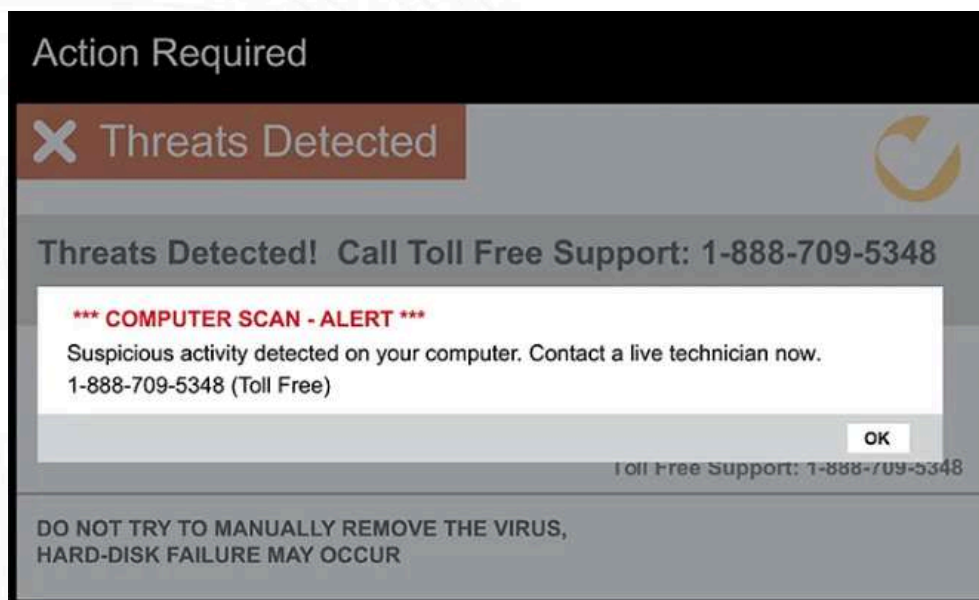 Action Required
X Threats Detected
Threats Detected! Call Toll Free Support: 1-888-709-5348
*** COMPUTER SCAN - ALERT ***
Suspicious activity detected on your computer. Contact a live technician now.
1-888-709-5348 (Toll Free)
OK
Toll Free Support: 1-888-709-5348
DO NOT TRY TO MANUALLY REMOVE THE VIRUS,
HARD-DISK FAILURE MAY OCCUR